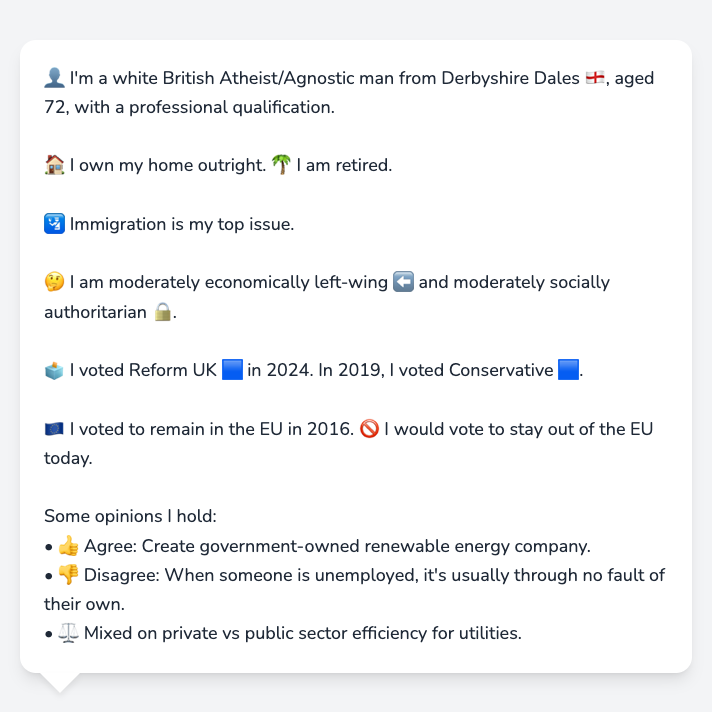 👤 I'm a white British Atheist/Agnostic man from Derbyshire Dales 🏴󠁧󠁢󠁥󠁮󠁧󠁿, aged
72, with a professional qualification.
🏠 I own my home outright. 🌴 I am retired.
🛂 Immigration is my top issue.
🤔 I am moderately economically left-wing ⬅️ and moderately socially
authoritarian 🔒.
🗳️ I voted Reform UK 🟦 in 2024. In 2019, I voted Conservative 🟦.
🇪🇺 I voted to remain in the EU in 2016. 🚫 I would vote to stay out of the EU
today.
Some opinions I hold:
• 👍 Agree: Create government-owned renewable energy company.
• 👎 Disagree: When someone is unemployed, it's usually through no fault of
their own.
• ⚖️ Mixed on private vs public sector efficiency for utilities.